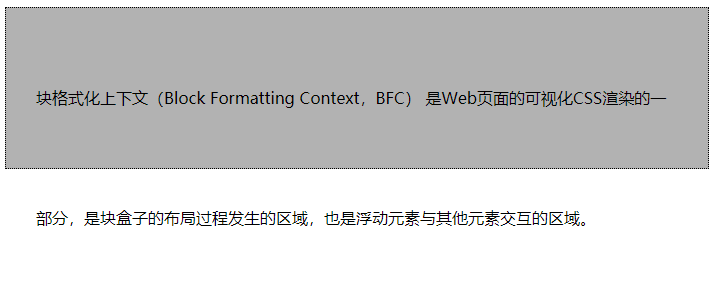 块格式化上下文（Block Formatting Context，BFC） 是Web页面的可视化CSS渲染的一
部分，是块盒子的布局过程发生的区域，也是浮动元素与其他元素交互的区域。